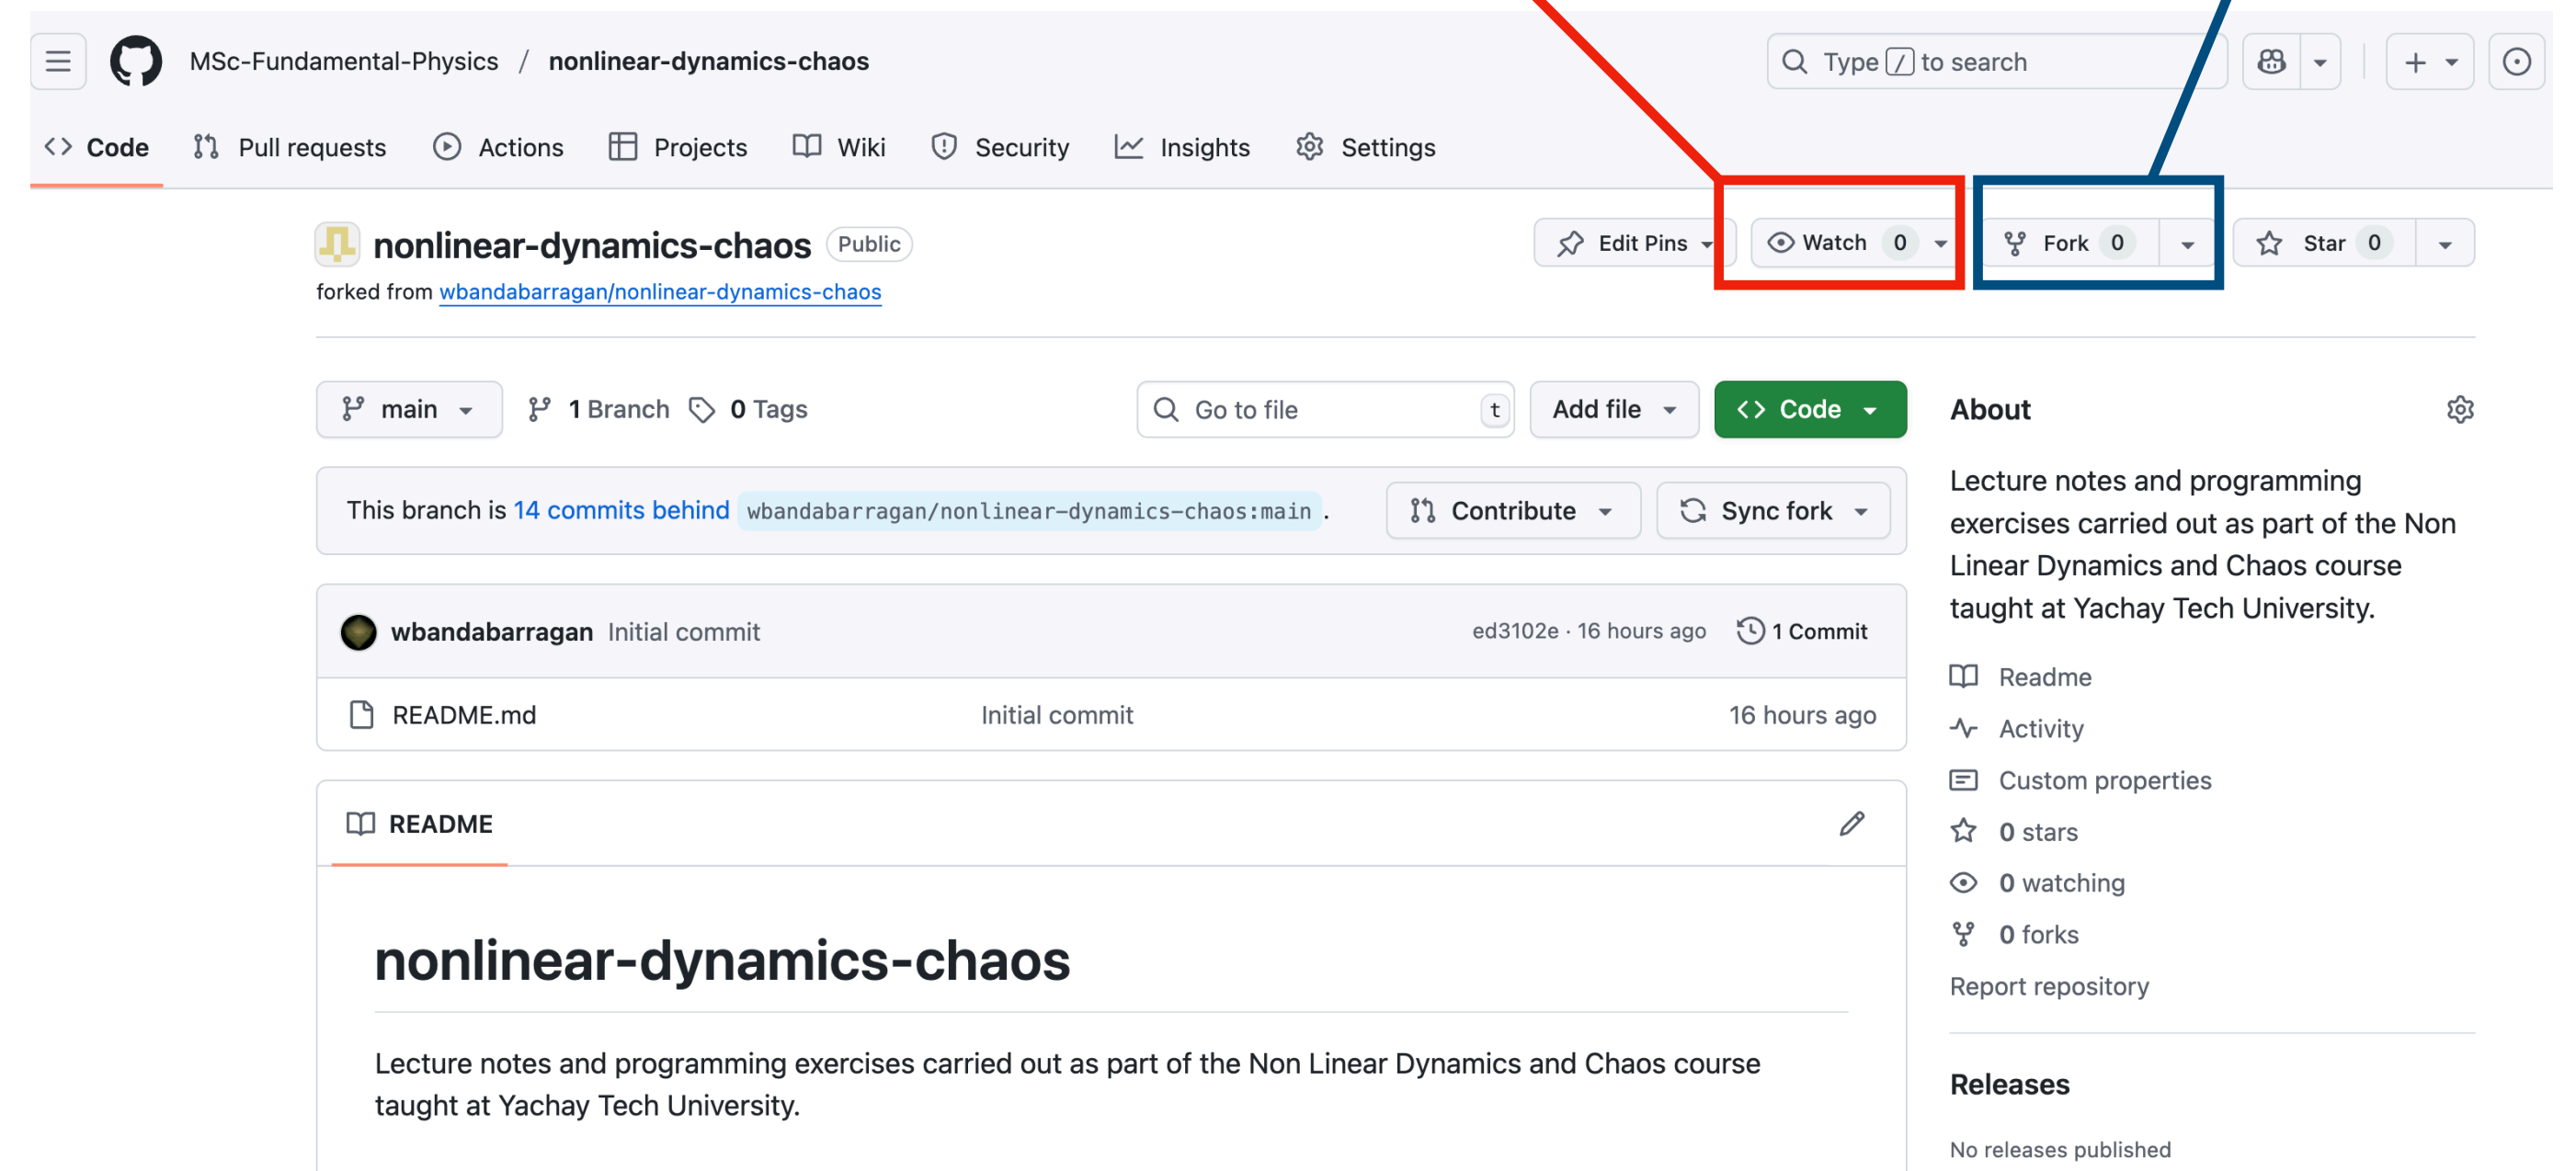 MSc-Fundamental-Physics / nonlinear-dynamics-chaos
Type / to search
Code Pull requests Actions Projects Wiki Security Insights Settings
nonlinear-dynamics-chaos Public
Edit Pins Watch 0 Fork 0 Star 0
forked from wbandabarragan/nonlinear-dynamics-chaos
main 1 Branch 0 Tags
Go to file t Add file Code
This branch is 14 commits behind wbandabarragan/nonlinear-dynamics-chaos:main .
Contribute Sync fork
wbandabarragan Initial commit ed3102e · 16 hours ago 1 Commit
README.md Initial commit 16 hours ago
README
nonlinear-dynamics-chaos
Lecture notes and programming exercises carried out as part of the Non Linear Dynamics and Chaos course
taught at Yachay Tech University.
About
Lecture notes and programming
exercises carried out as part of the Non
Linear Dynamics and Chaos course
taught at Yachay Tech University.
Readme
Activity
Custom properties
0 stars
0 watching
0 forks
Report repository
Releases
No releases published